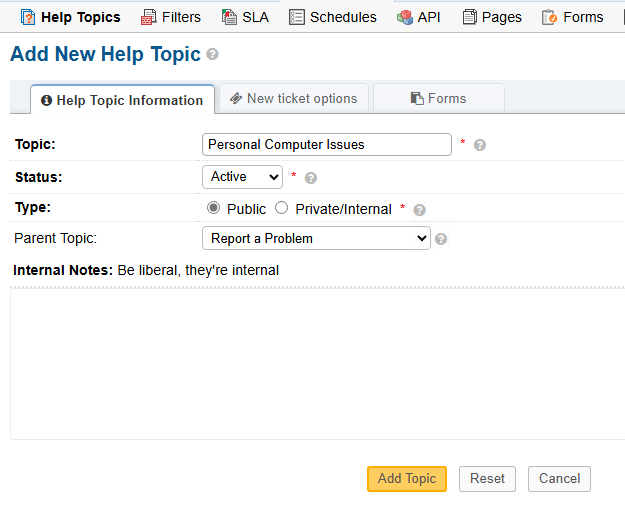 Help Topics Filters SLA Schedules API Pages Forms
Add New Help Topic ?
Help Topic Information New ticket options Forms
Topic: Personal Computer Issues * ?
Status: Active * ?
Type: Public Private/Internal * ?
Parent Topic: Report a Problem ?
Internal Notes: Be liberal, they're internal
Add Topic Reset Cancel